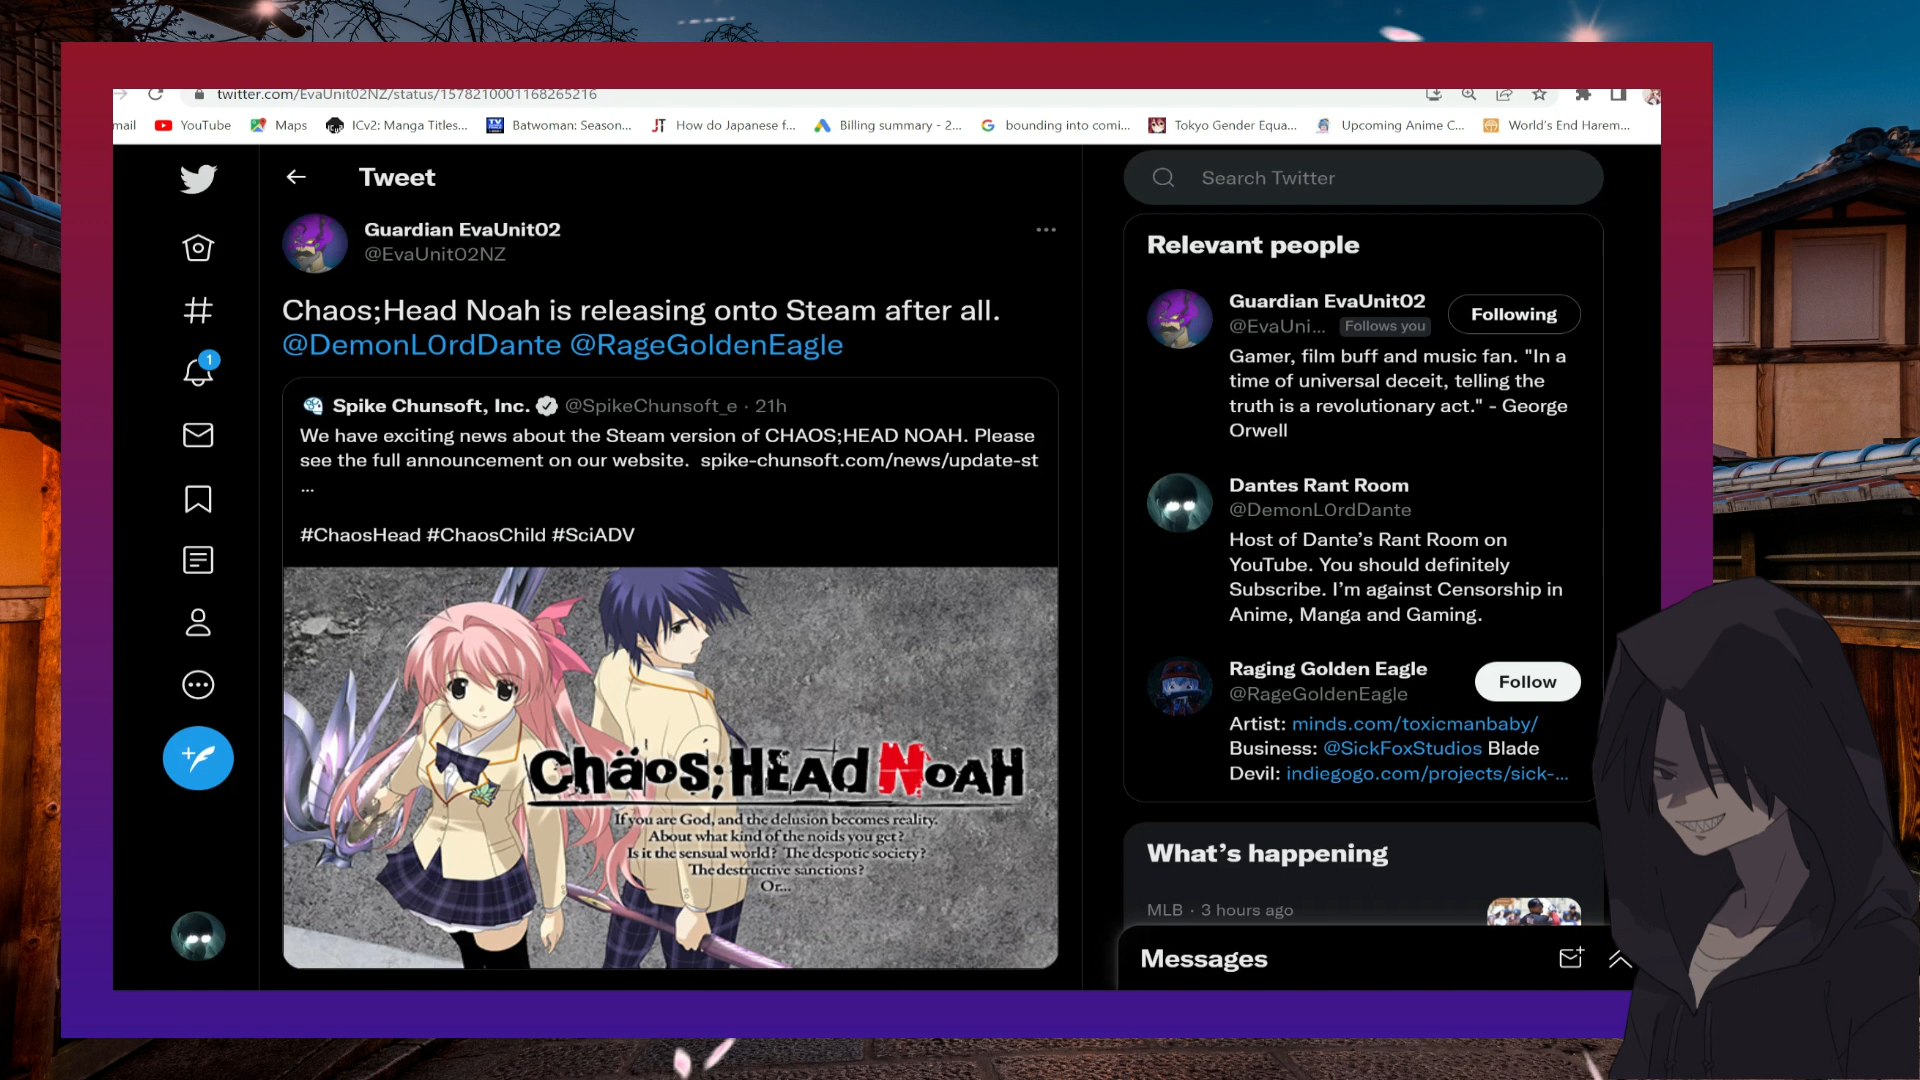 twitter.com/EvaUnit02NZ/status/1578210001168265216
mail YouTube Maps ICv2: Manga Titles... Batwoman: Season... How do Japanese f... Billing summary - 2... bounding into comi... Tokyo Gender Equa... Upcoming Anime C... World's End Harem...
Tweet
Guardian EvaUnit02
@EvaUnit02NZ
Chaos;Head Noah is releasing onto Steam after all.
@DemonL0rdDante @RageGoldenEagle
Spike Chunsoft, Inc. @SpikeChunsoft_e · 21h
We have exciting news about the Steam version of CHAOS;HEAD NOAH. Please
see the full announcement on our website. spike-chunsoft.com/news/update-st
...
#ChaosHead #ChaosChild #SciADV
Chaos;HEAd NoAH
If you are God, and the delusion becomes reality.
About what kind of the noids you get?
Is it the sensual world? The despotic society?
The destructive sanctions?
Or...
1
Search Twitter
Relevant people
Guardian EvaUnit02
@EvaUni... Follows you
Following
Gamer, film buff and music fan. "In a
time of universal deceit, telling the
truth is a revolutionary act." - George
Orwell
Dantes Rant Room
@DemonL0rdDante
Host of Dante's Rant Room on
YouTube. You should definitely
Subscribe. I'm against Censorship in
Anime, Manga and Gaming.
Raging Golden Eagle
@RageGoldenEagle
Follow
Artist: minds.com/toxicmanbaby/
Business: @SickFoxStudios Blade
Devil: indiegogo.com/projects/sick-...
What's happening
MLB · 3 hours ago
Messages